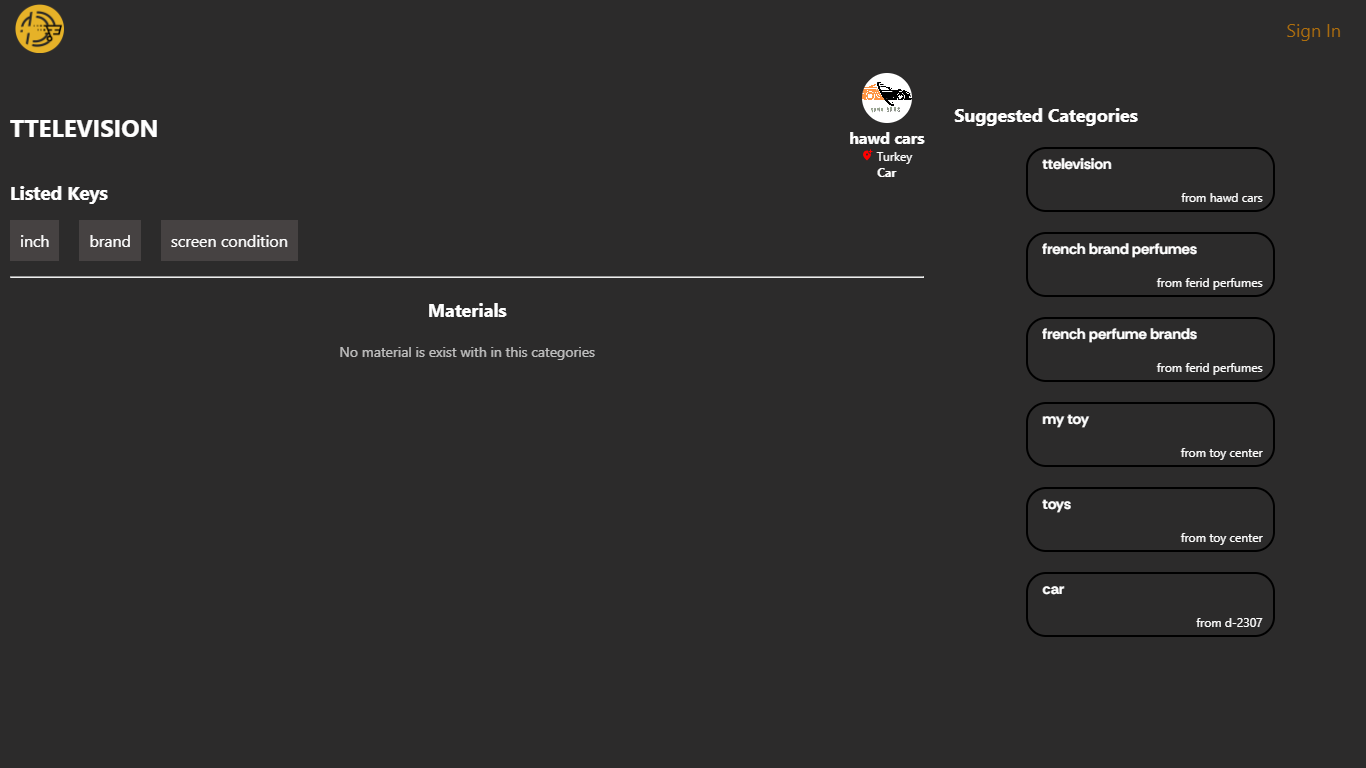 Sign In
TTELEVISION
hawd cars
Turkey
Car
Listed Keys
inch
brand
screen condition
Materials
No material is exist with in this categories
Suggested Categories
ttelevision
from hawd cars
french brand perfumes
from ferid perfumes
french perfume brands
from ferid perfumes
my toy
from toy center
toys
from toy center
car
from d-2307